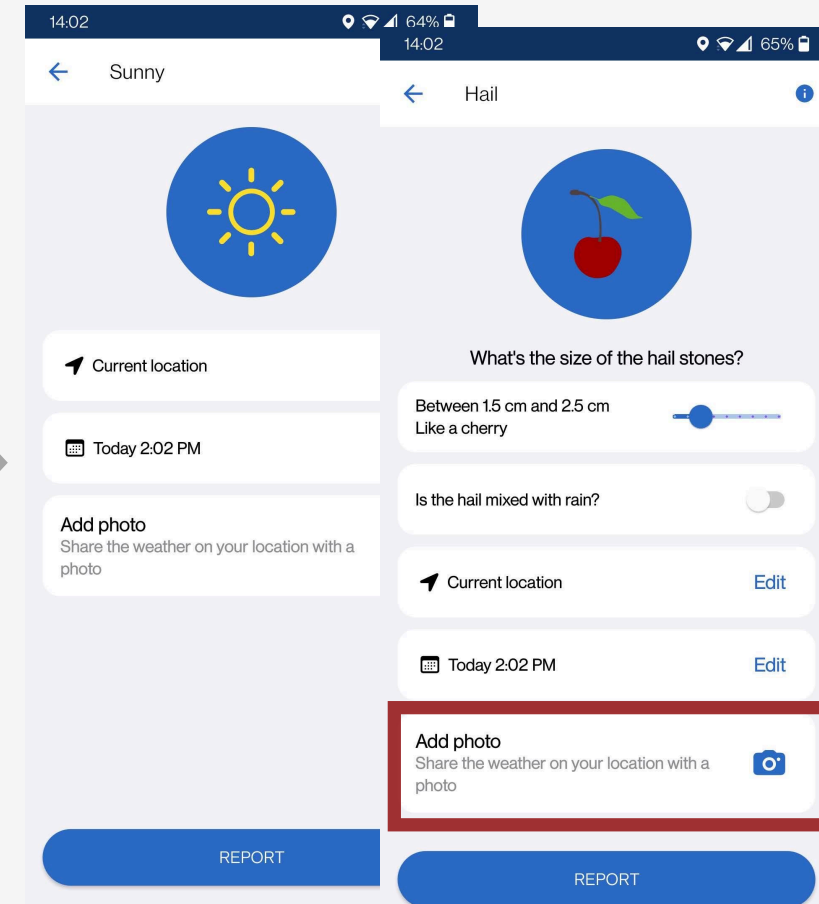 14:02
64%
Sunny
Current location
Today 2:02 PM
Add photo
Share the weather on your location with a
photo
REPORT
14:02
65%
Hail
What's the size of the hail stones?
Between 1.5 cm and 2.5 cm
Like a cherry
Is the hail mixed with rain?
Current location
Edit
Today 2:02 PM
Edit
Add photo
Share the weather on your location with a
photo
REPORT